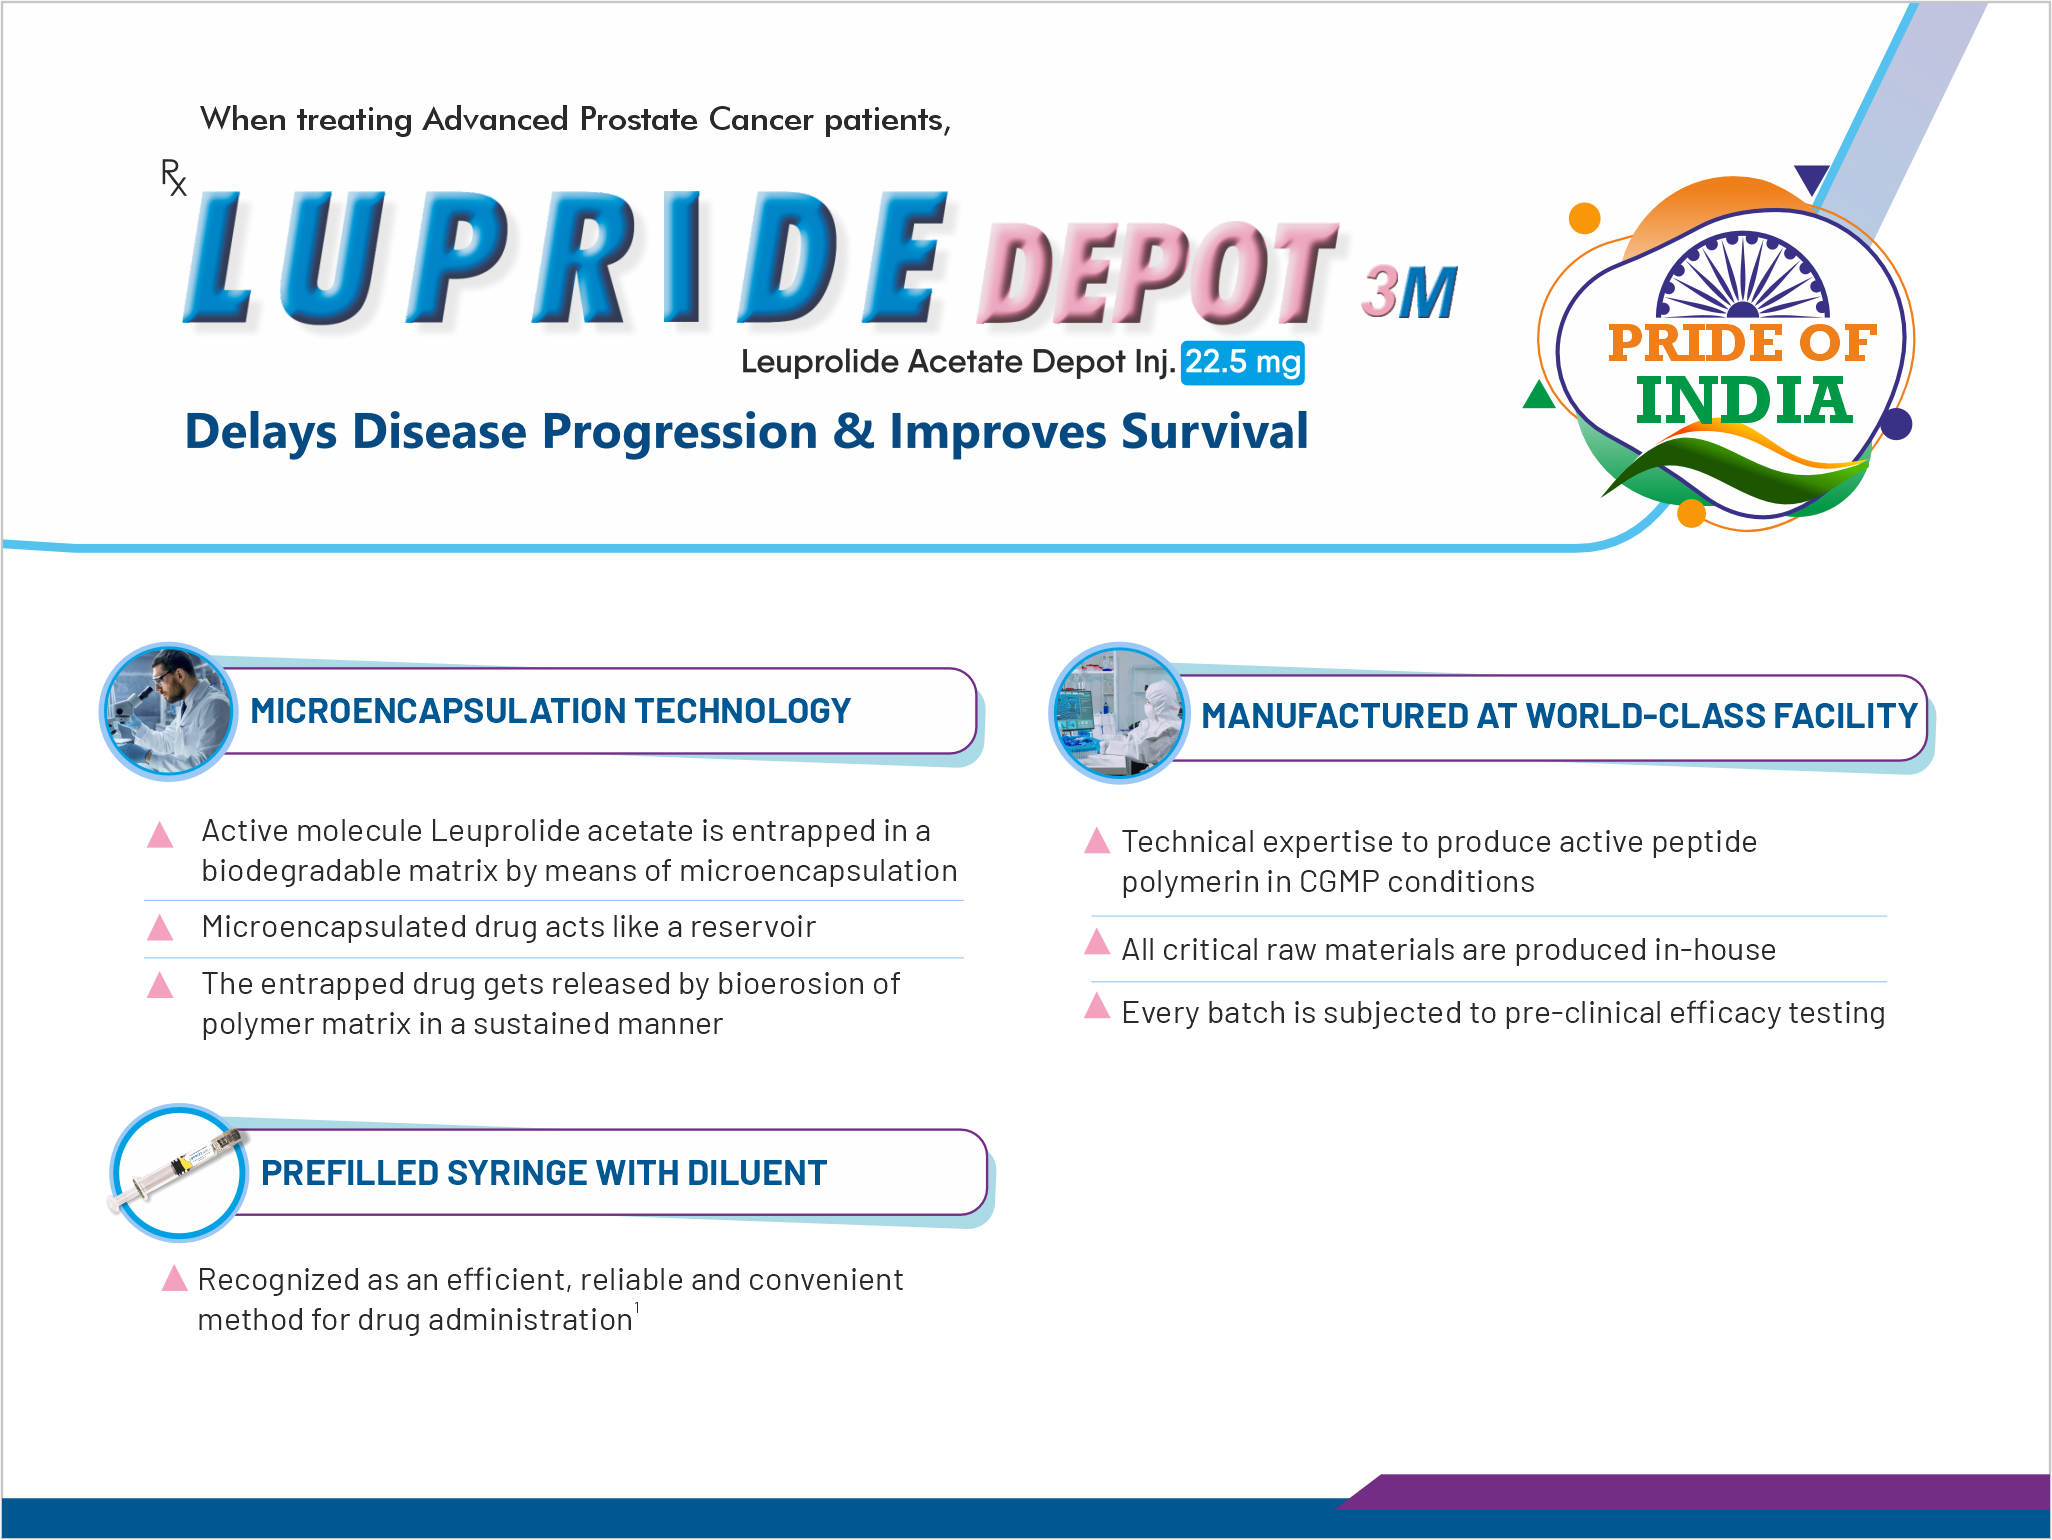 When treating Advanced Prostate Cancer patients,
Rx
LUPRIDE DEPOT 3M
Leuprolide Acetate Depot Inj. 22.5 mg
Delays Disease Progression & Improves Survival
PRIDE OF
INDIA
MICROENCAPSULATION TECHNOLOGY
Active molecule Leuprolide acetate is entrapped in a
biodegradable matrix by means of microencapsulation
Microencapsulated drug acts like a reservoir
The entrapped drug gets released by bioerosion of
polymer matrix in a sustained manner
MANUFACTURED AT WORLD-CLASS FACILITY
Technical expertise to produce active peptide
polymerin in CGMP conditions
All critical raw materials are produced in-house
Every batch is subjected to pre-clinical efficacy testing
PREFILLED SYRINGE WITH DILUENT
Recognized as an efficient, reliable and convenient
method for drug administration¹